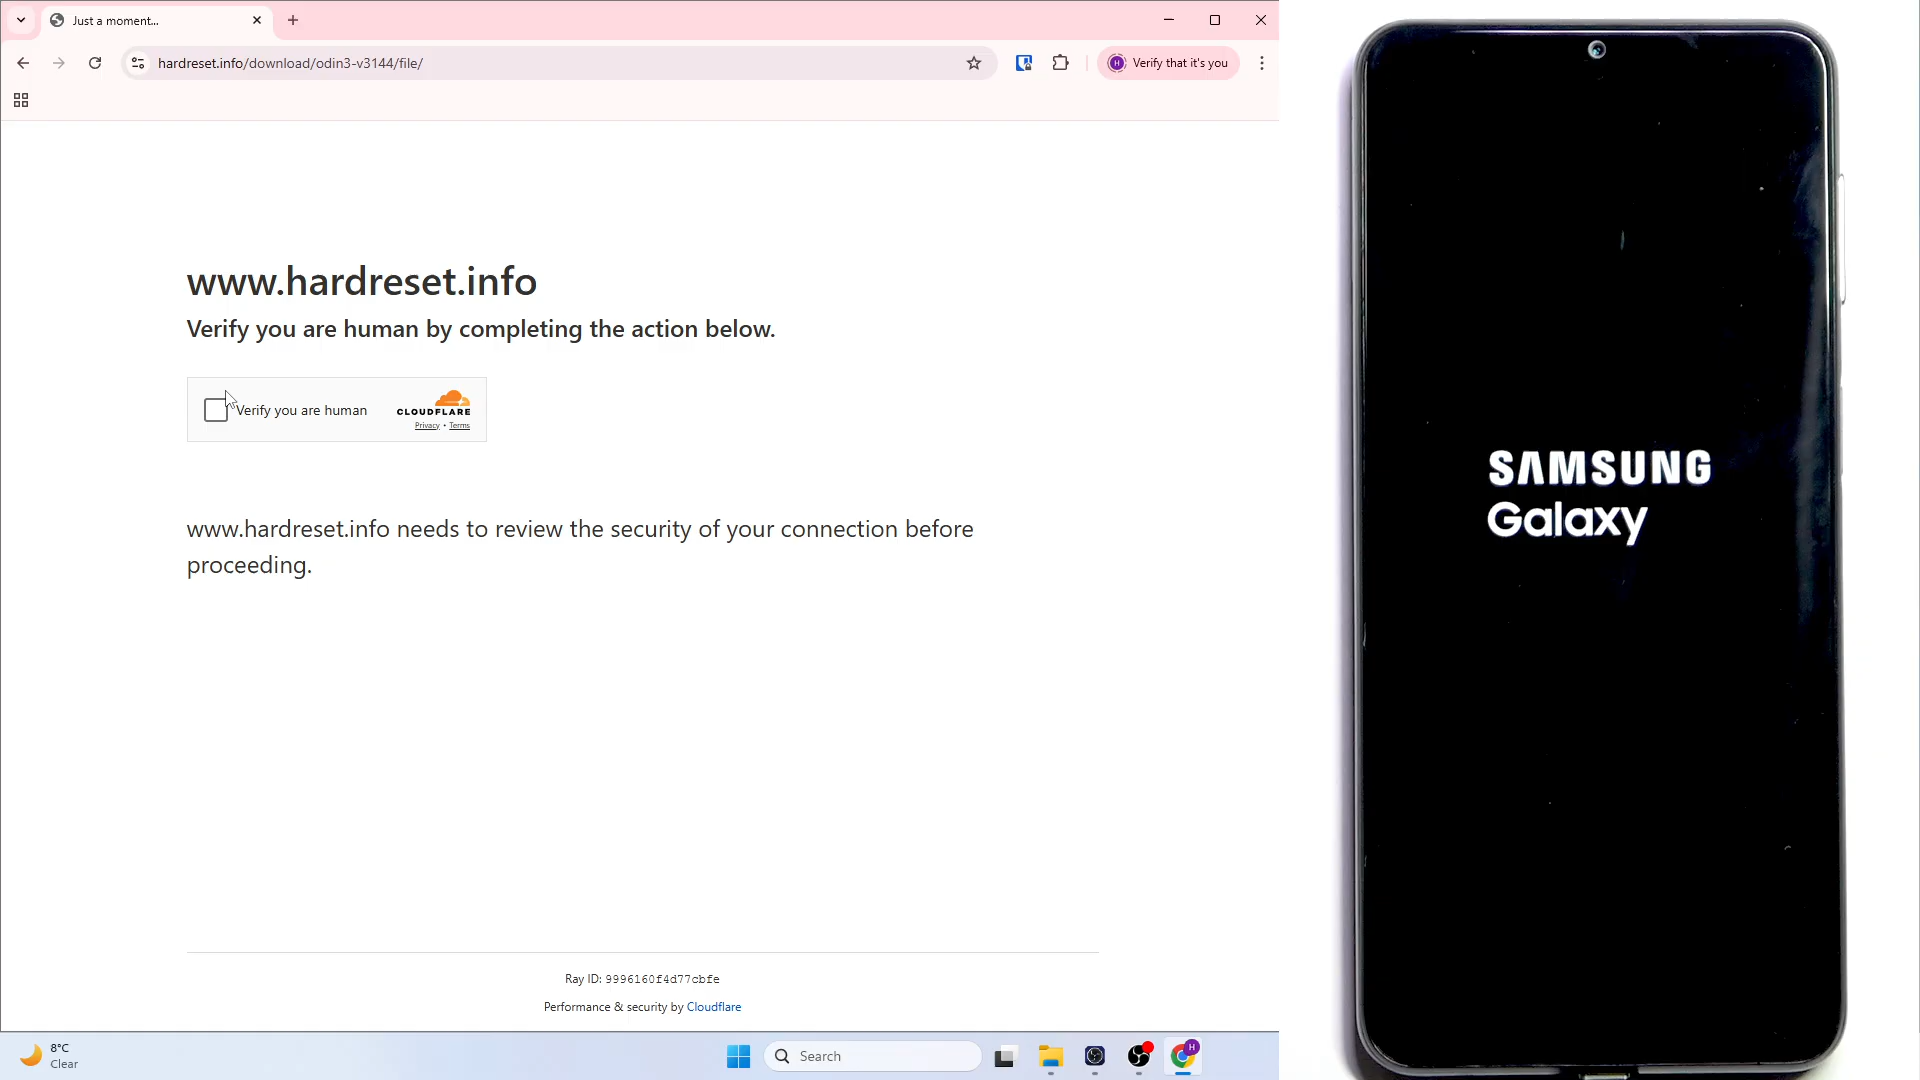 Just a moment...
hardreset.info/download/odin3-v3144/file/
H
Verify that it's you
www.hardreset.info
Verify you are human by completing the action below.
Verify you are human
CLOUDFLARE
Privacy • Terms
www.hardreset.info needs to review the security of your connection before
proceeding.
Ray ID: 9996160f4d77cbfe
Performance & security by Cloudflare
8°C
Clear
Search
H
SAMSUNG
Galaxy